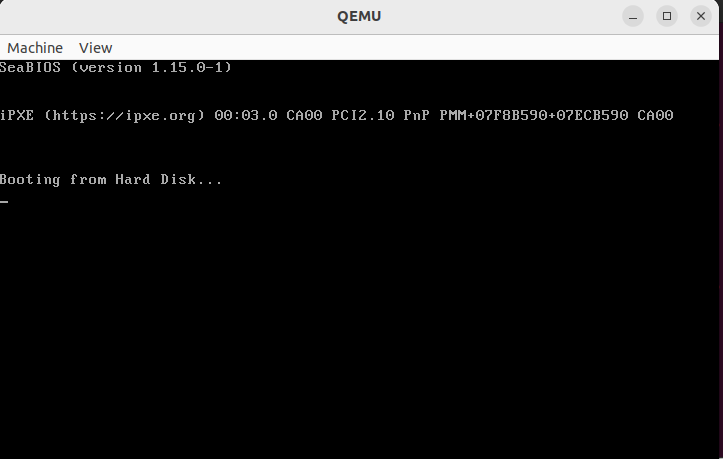 QEMU
Machine View
SeaBIOS (version 1.15.0-1)
iPXE (https://ipxe.org) 00:03.0 CA00 PCI2.10 PnP PMM+07F8B590+07ECB590 CA00
Booting from Hard Disk...